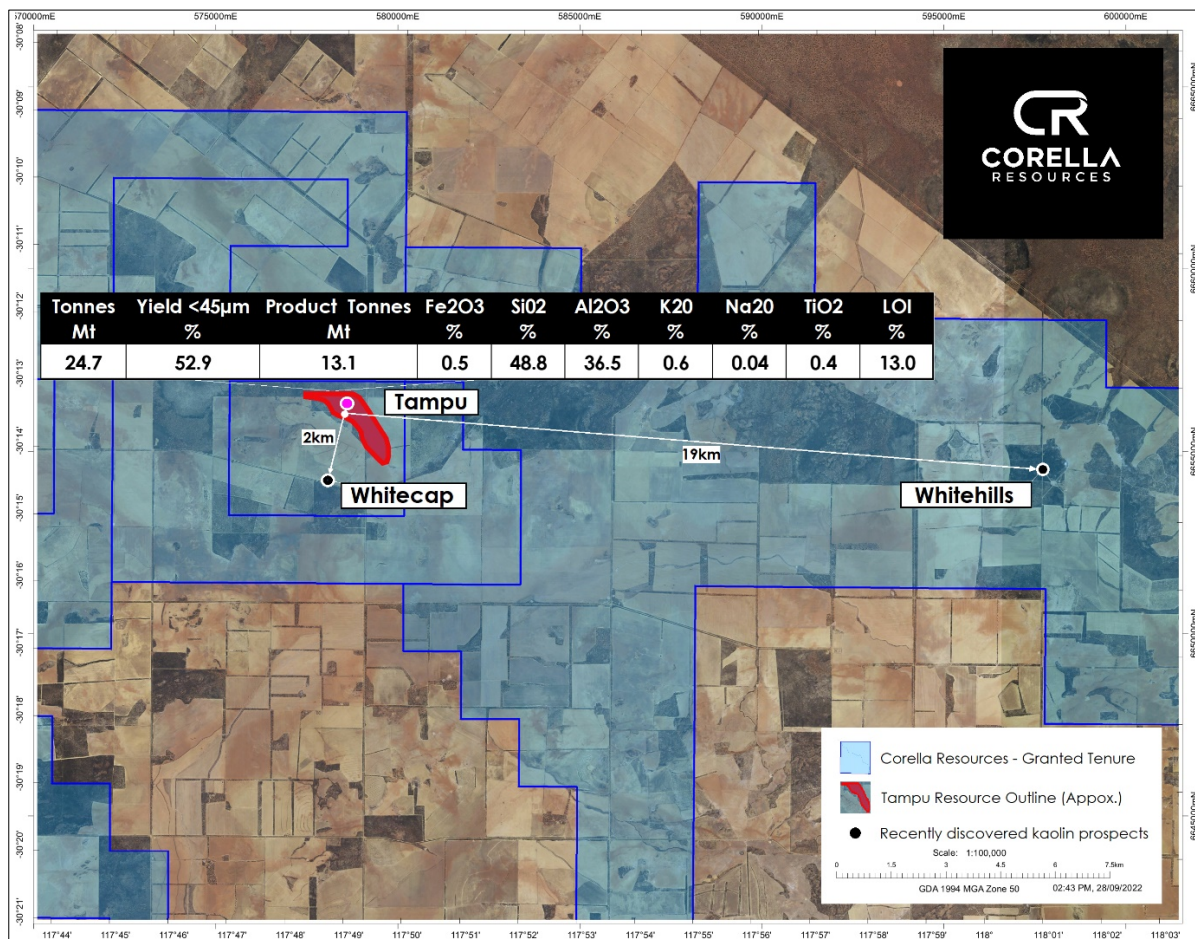 570000mE 575000mE 580000mE 585000mE 590000mE 595000mE 600000mE
-30°08'
-30°09'
-30°10'
-30°11'
-30°12'
-30°13'
-30°14'
-30°15'
-30°16'
-30°17'
-30°18'
-30°19'
-30°20'
-30°21'
6665000mN
6660000mN
6655000mN
6650000mN
6645000mN
CR
CORELLA
RESOURCES
Tonnes Yield <45µm Product Tonnes Fe2O3 Si02 Al2O3 K20 Na20 TiO2 LOI
Mt % Mt % % % % % % %
24.7 52.9 13.1 0.5 48.8 36.5 0.6 0.04 0.4 13.0
Tampu
2km
19km
Whitecap
Whitehills
Corella Resources - Granted Tenure
Tampu Resource Outline (Appox.)
Recently discovered kaolin prospects
Scale: 1:100,000
0 1.5 3 4.5 6 7.5km
GDA 1994 MGA Zone 50 02:43 PM, 28/09/2022
117°44' 117°45' 117°46' 117°48' 117°49' 117°50' 117°51' 117°52' 117°53' 117°54' 117°55' 117°56' 117°58' 117°59' 118° 118°01' 118°02' 118°03'